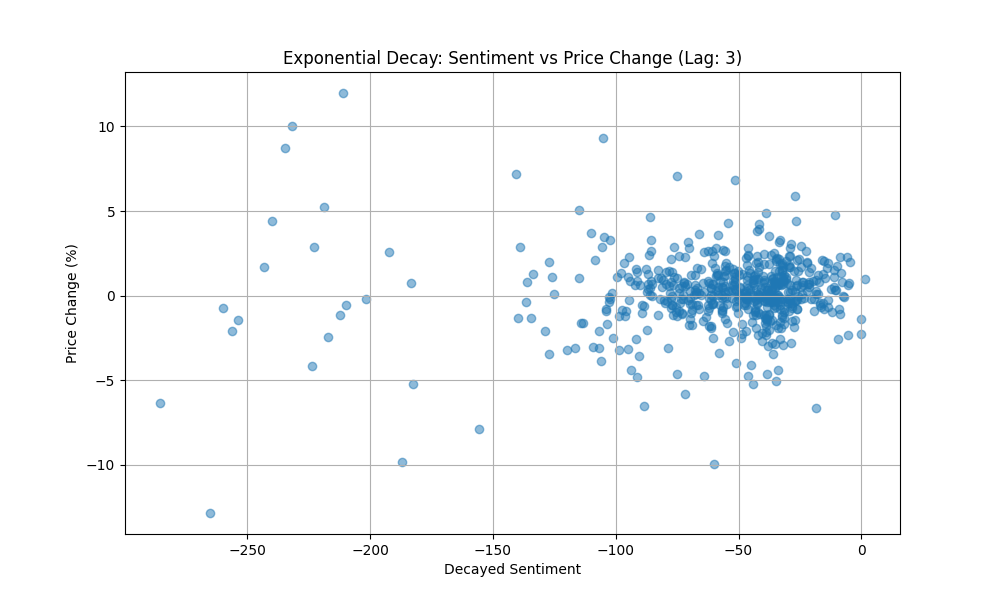 Exponential Decay: Sentiment vs Price Change (Lag: 3)
Price Change (%)
10
5
0
−5
−10
−250 −200 −150 −100 −50 0
Decayed Sentiment